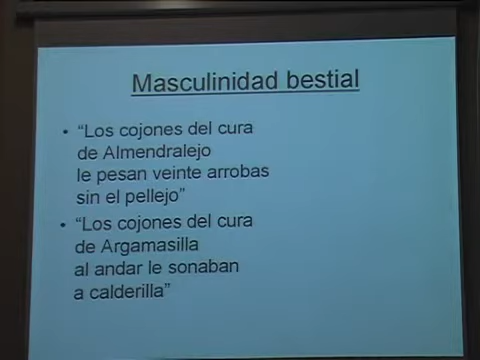 Masculinidad bestial
• "Los cojones del cura
de Almendralejo
le pesan veinte arrobas
sin el pellejo"
• "Los cojones del cura
de Argamasilla
al andar le sonaban
a calderilla"